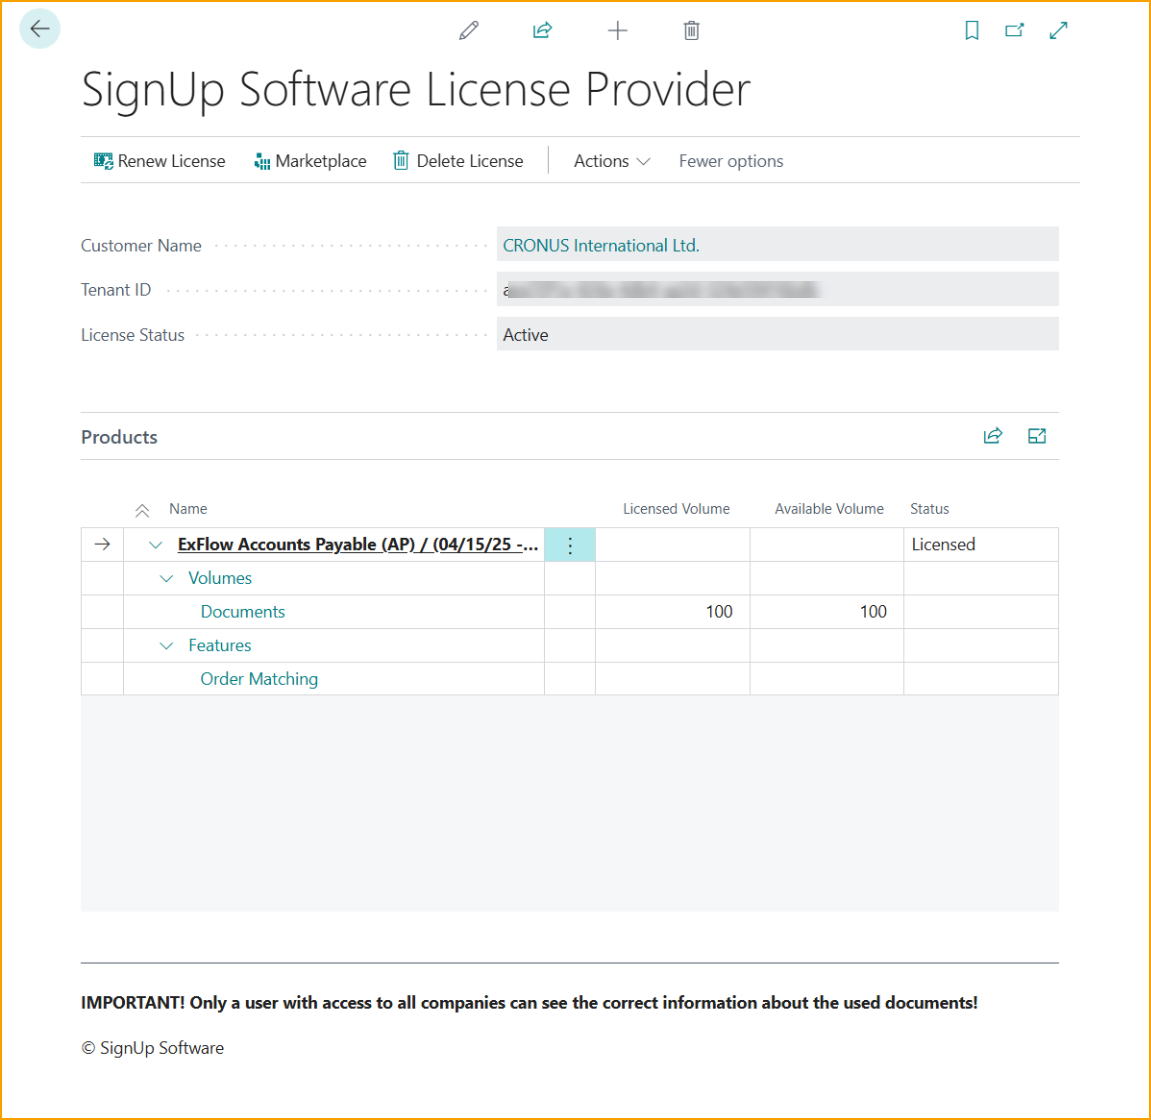 SignUp Software License Provider
Renew License Marketplace Delete License Actions Fewer options
Customer Name CRONUS International Ltd.
Tenant ID
License Status Active
Products
Name Licensed Volume Available Volume Status
ExFlow Accounts Payable (AP) / (04/15/25 -... Licensed
Volumes
Documents 100 100
Features
Order Matching
IMPORTANT! Only a user with access to all companies can see the correct information about the used documents!
© SignUp Software